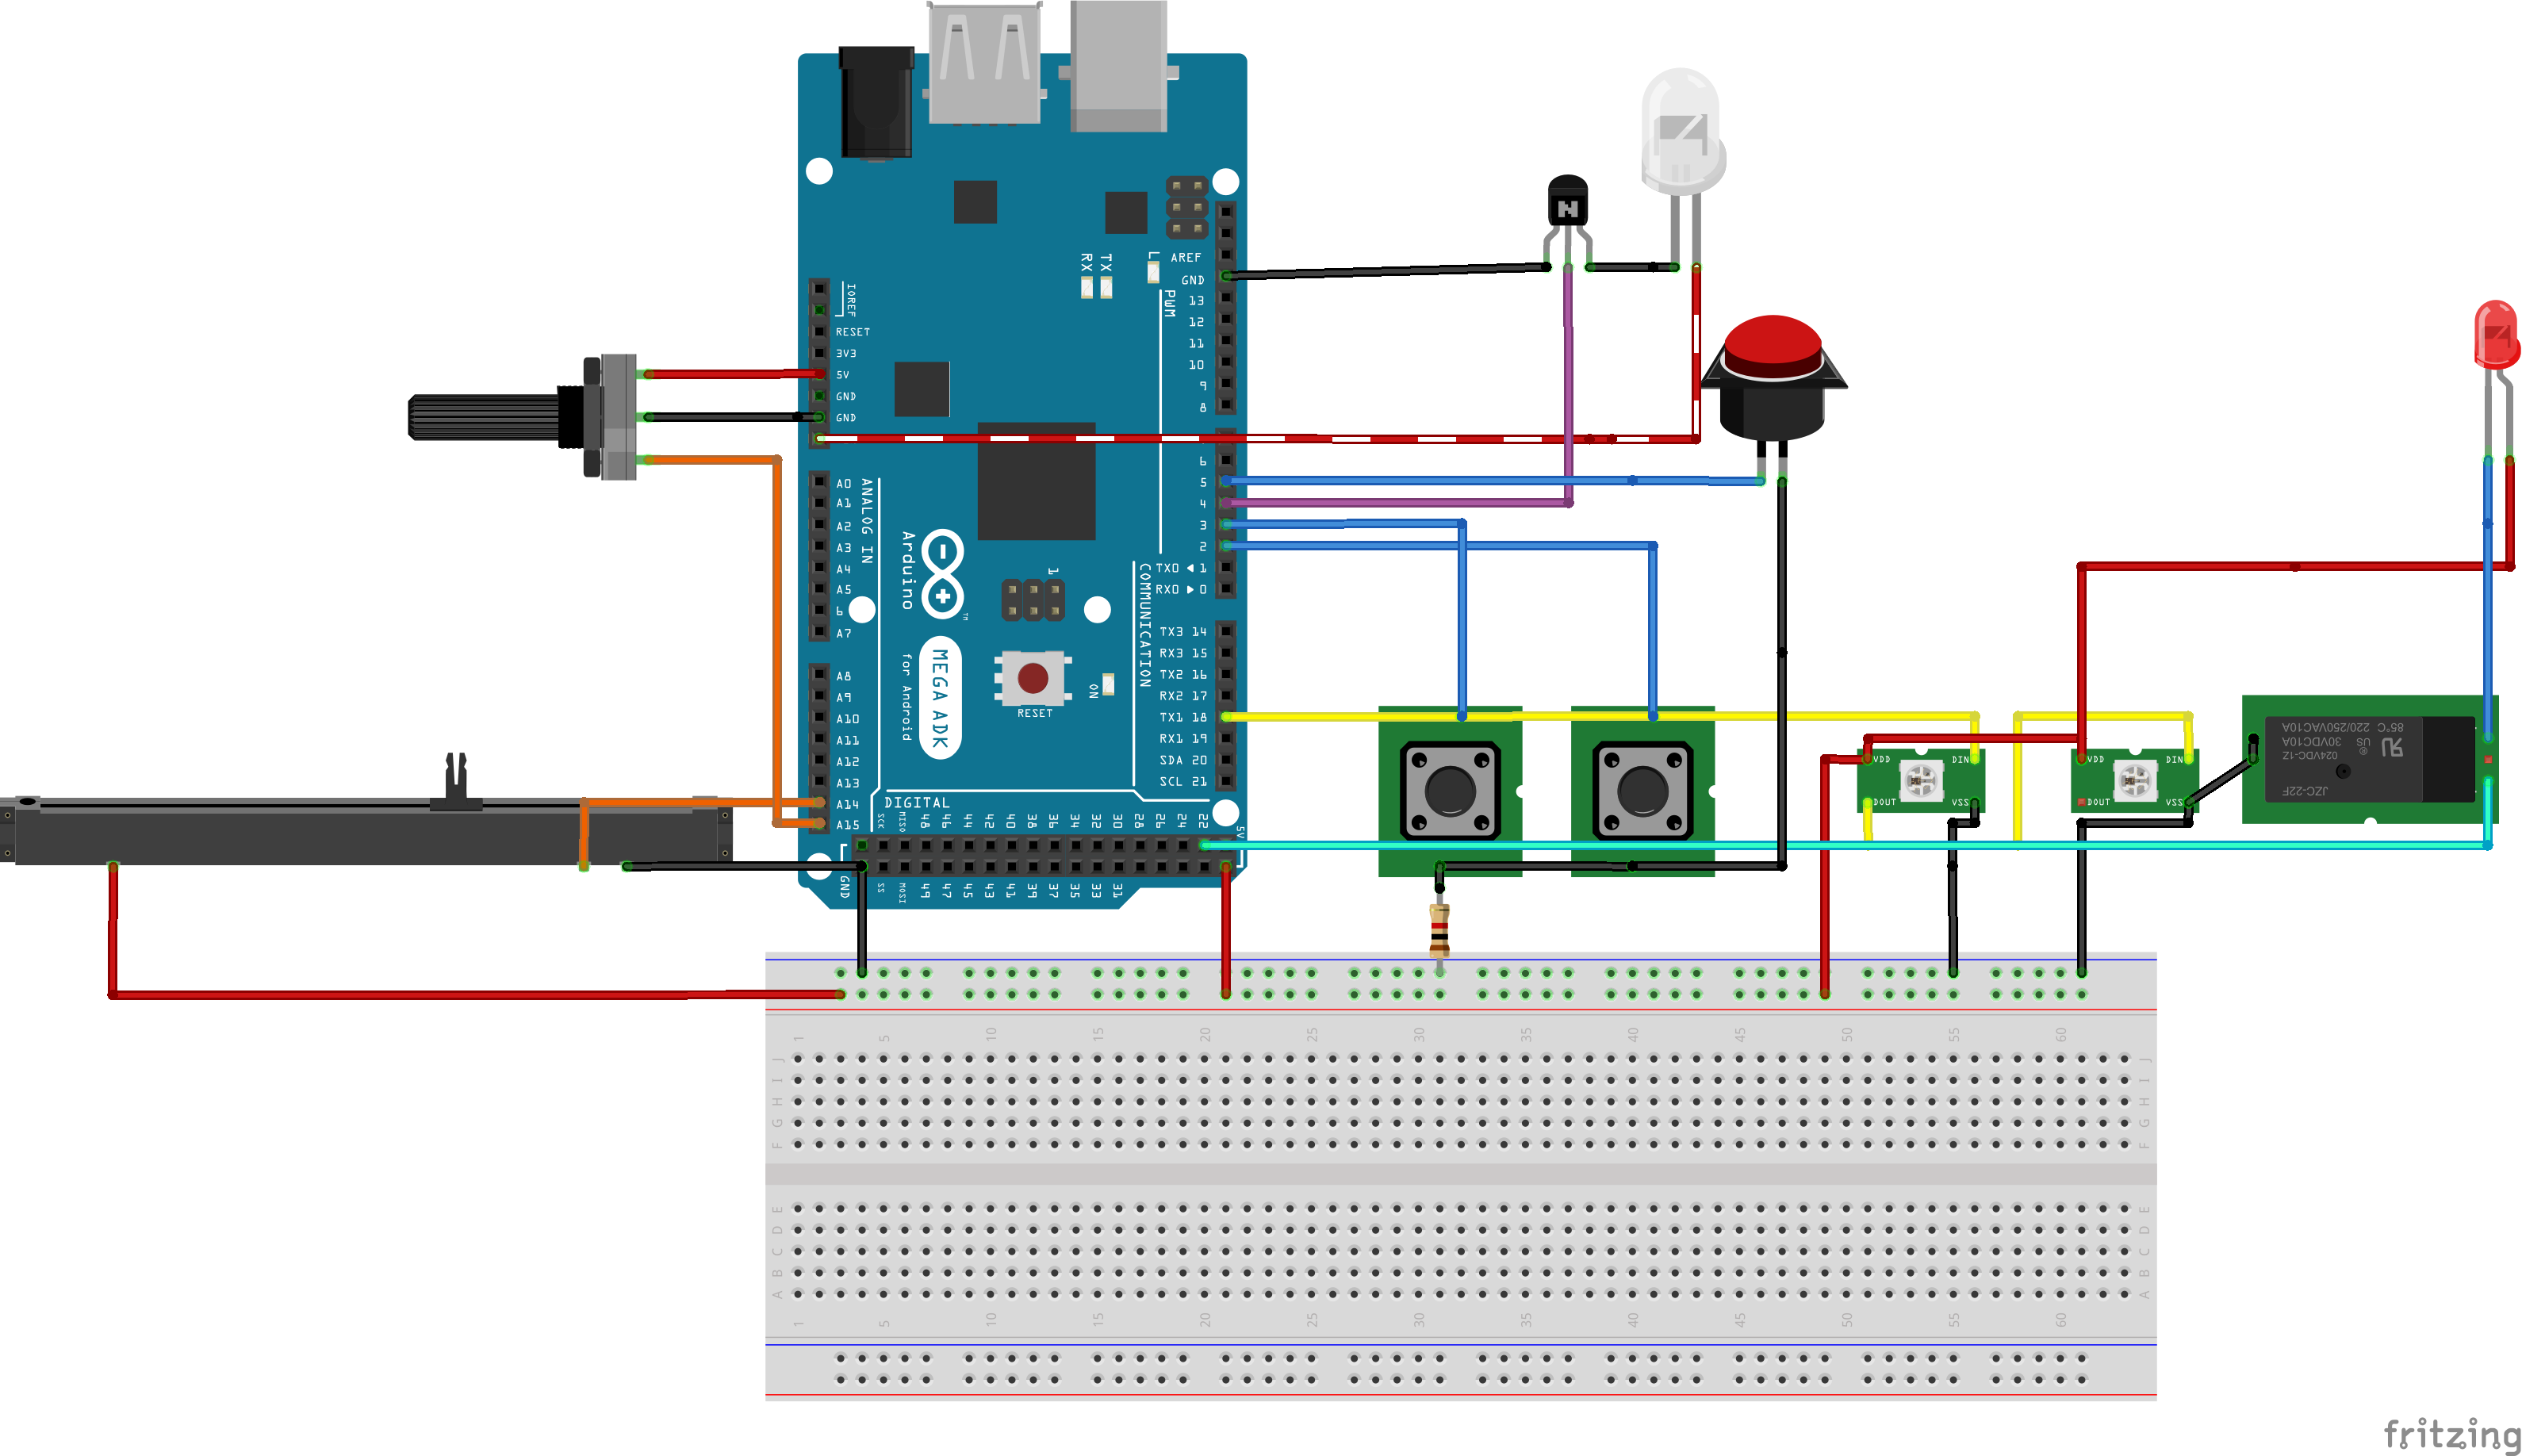 AREF
GND
13
12
11
10
9
8
PWM
L
TX
RX
IOREF
RESET
3V3
5V
GND
GND
6
5
4
3
2
TX0 ◄ 1
RX0 ► 0
COMMUNICATION
TX3 14
RX3 15
TX2 16
RX2 17
TX1 18
RX1 19
SDA 20
SCL 21
A0
A1
A2
A3
A4
A5
6
A7
ANALOG IN
A8
A9
A10
A11
A12
A13
A14
A15
Arduino
TM
for Android
MEGA ADK
1
RESET
ON
DIGITAL
SCK
MISO
48
46
44
42
40
38
36
34
32
30
28
26
24
22
5V
GND
SS
MOSI
49
47
45
43
41
39
37
35
33
31
N
VDD
DIN
DOUT
VSS
VDD
DIN
DOUT
VSS
JZC-22F
024VDC-1Z
30VDC10A
220/250VAC10A
85°C
US
®
1 5 10 15 20 25 30 35 40 45 50 55 60
J J
I I
H H
G G
F F
E E
D D
C C
B B
A A
1 5 10 15 20 25 30 35 40 45 50 55 60
fritzing